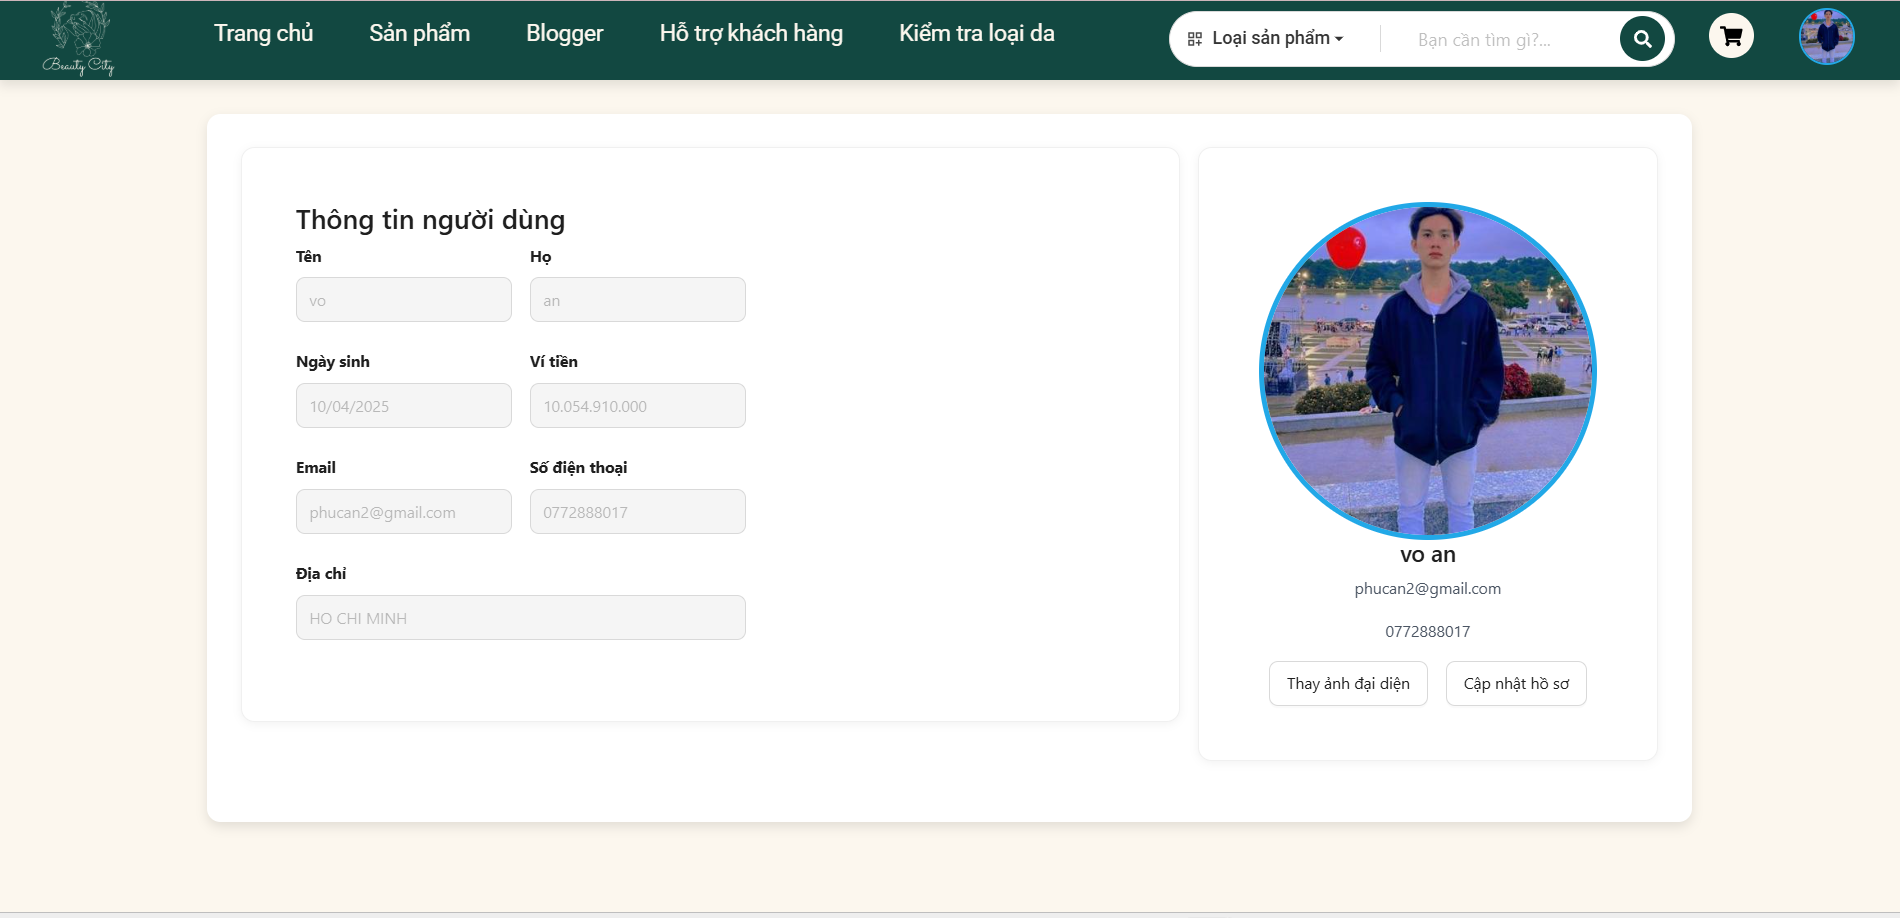 Beauty City
Trang chủ
Sản phẩm
Blogger
Hỗ trợ khách hàng
Kiểm tra loại da
Loại sản phẩm
Bạn cần tìm gì?...
Thông tin người dùng
Tên
Họ
vo
an
Ngày sinh
Ví tiền
10/04/2025
10.054.910.000
Email
Số điện thoại
phucan2@gmail.com
0772888017
Địa chỉ
HO CHI MINH
vo an
phucan2@gmail.com
0772888017
Thay ảnh đại diện
Cập nhật hồ sơ